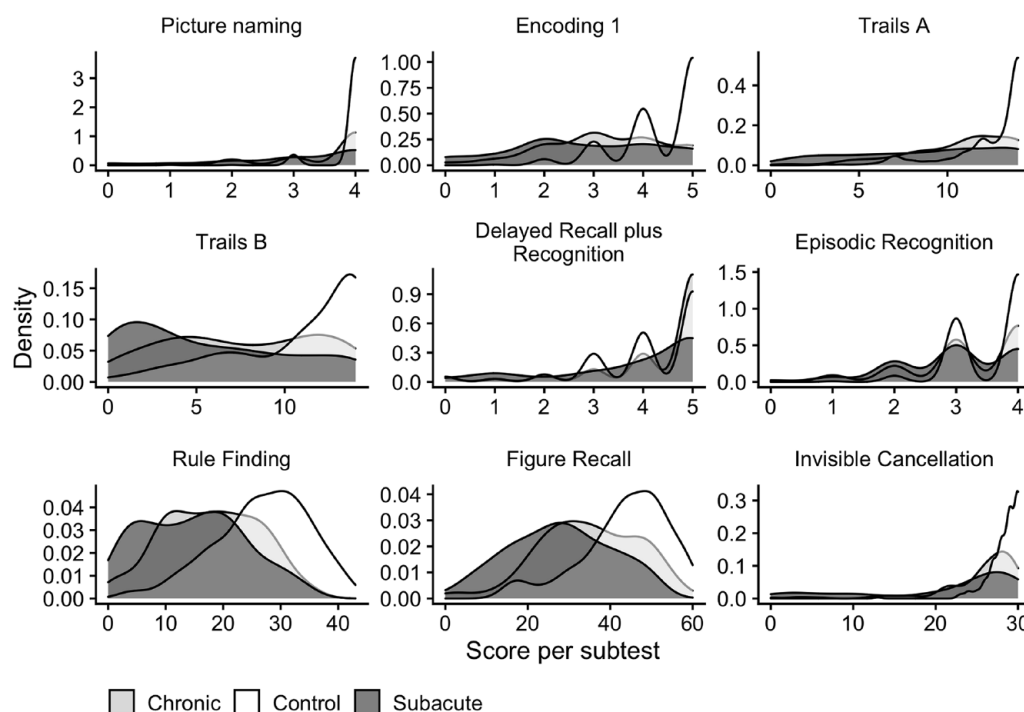 Picture naming
Encoding 1
Trails A
3
2
1
0
0 1 2 3 4
1.00
0.75
0.50
0.25
0.00
0 1 2 3 4 5
0.4
0.2
0.0
0 5 10
Trails B
Delayed Recall plus
Recognition
Episodic Recognition
Density
0.15
0.10
0.05
0.00
0 5 10
0.9
0.6
0.3
0.0
0 1 2 3 4 5
1.5
1.0
0.5
0.0
0 1 2 3 4
Rule Finding
Figure Recall
Invisible Cancellation
0.04
0.03
0.02
0.01
0.00
0 10 20 30 40
0.04
0.03
0.02
0.01
0.00
0 20 40 60
0.3
0.2
0.1
0.0
0 10 20 30
Score per subtest
Chronic Control Subacute